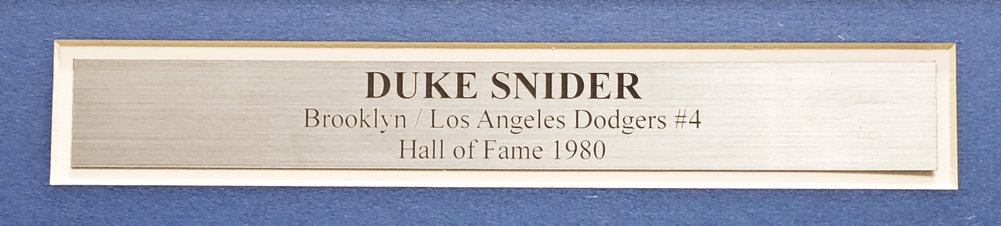 DUKE SNIDER
Brooklyn / Los Angeles Dodgers #4
Hall of Fame 1980